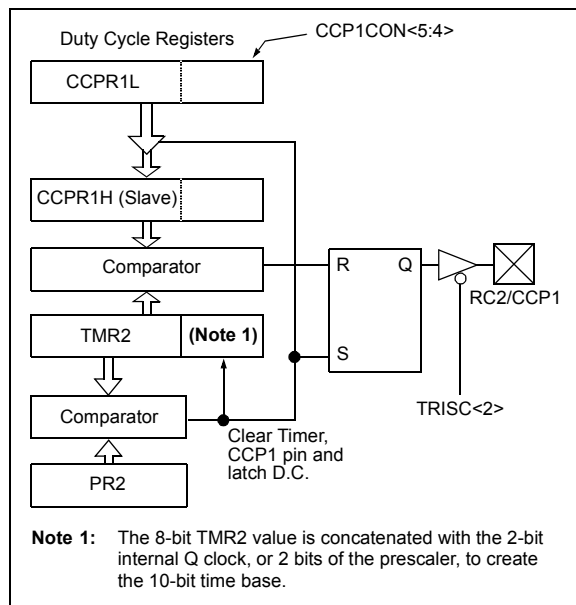 Duty Cycle Registers
CCP1CON<5:4>
CCPR1L
CCPR1H (Slave)
Comparator
R
Q
RC2/CCP1
TMR2
(Note 1)
S
TRISC<2>
Comparator
Clear Timer,
CCP1 pin and
latch D.C.
PR2
Note 1: The 8-bit TMR2 value is concatenated with the 2-bit
internal Q clock, or 2 bits of the prescaler, to create
the 10-bit time base.